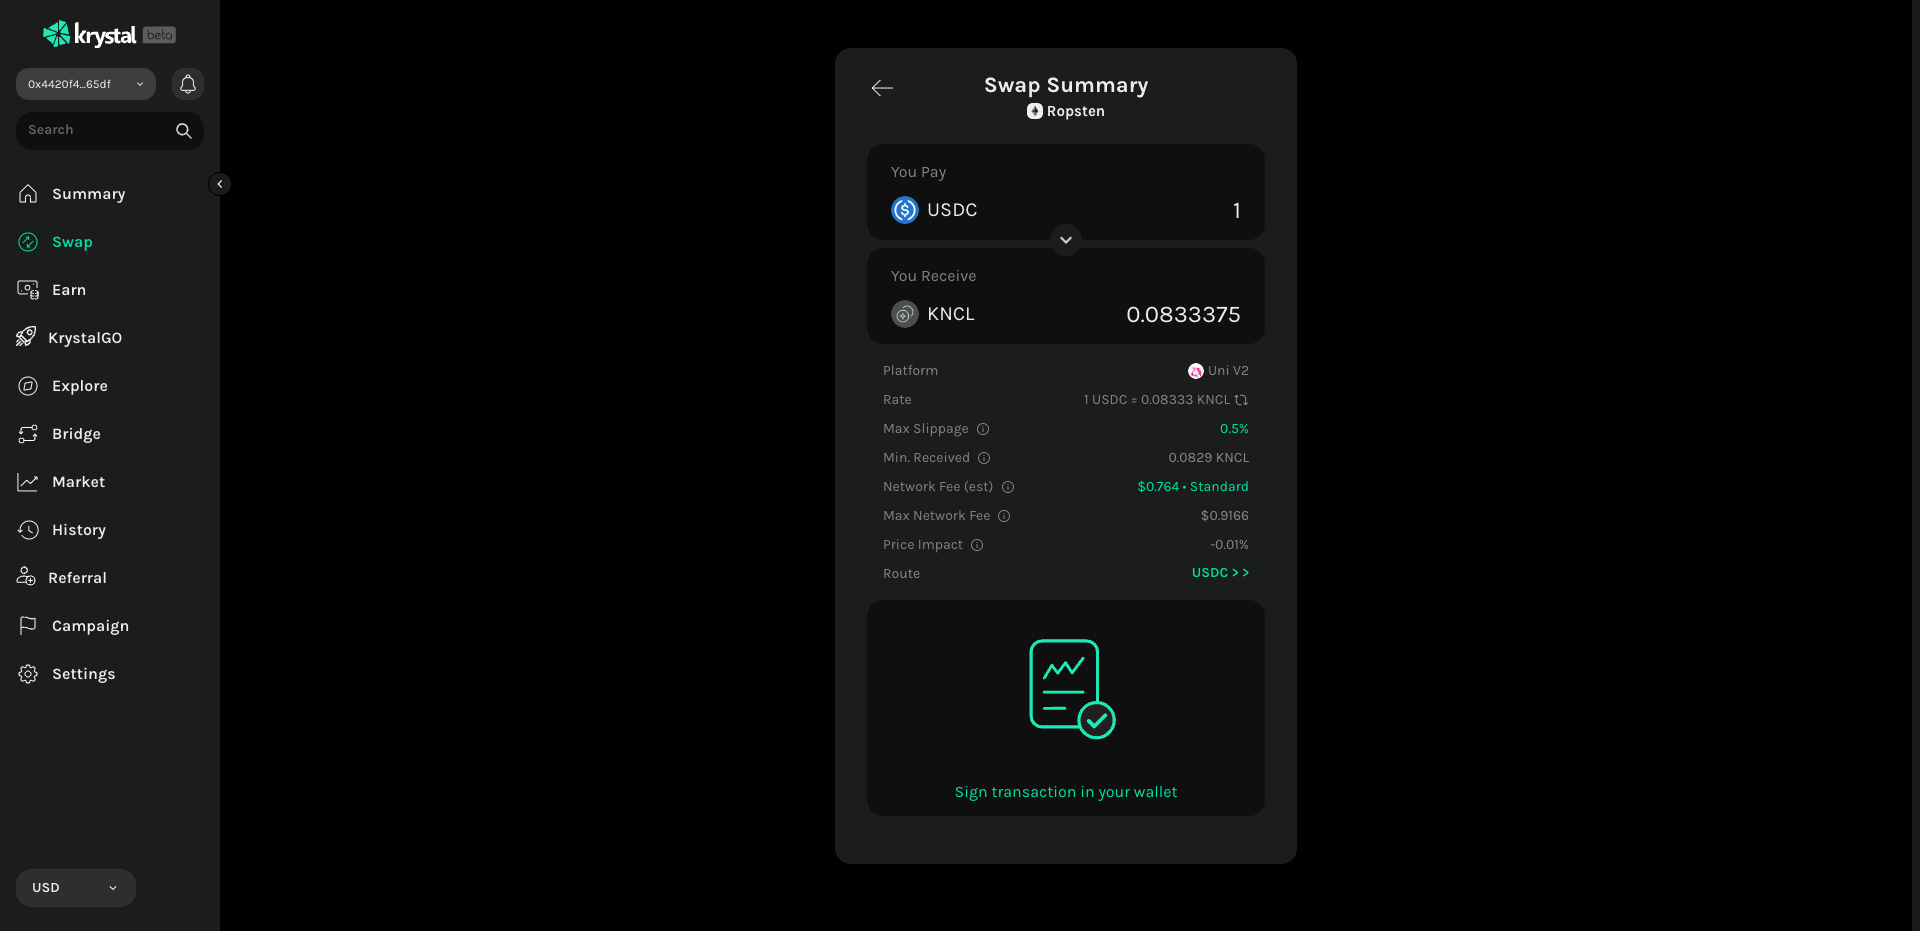 krystal beta
0x4420f4...65df
Search
Summary
Swap
Earn
KrystalGO
Explore
Bridge
Market
History
Referral
Campaign
Settings
USD
Swap Summary
Ropsten
You Pay
USDC 1
You Receive
KNCL 0.0833375
Platform Uni V2
Rate 1 USDC = 0.08333 KNCL
Max Slippage 0.5%
Min. Received 0.0829 KNCL
Network Fee (est) $0.764 • Standard
Max Network Fee $0.9166
Price Impact -0.01%
Route USDC > >
Sign transaction in your wallet